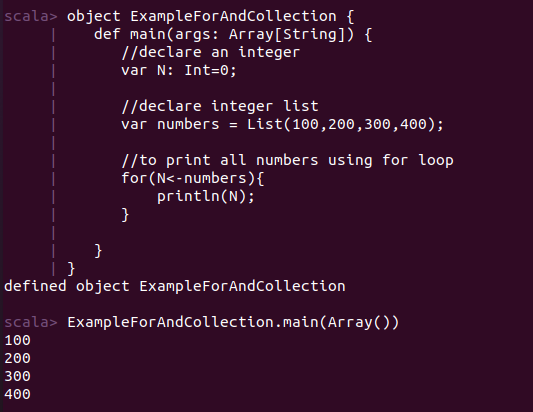 scala> object ExampleForAndCollection {
     |    def main(args: Array[String]) {
     |       //declare an integer
     |       var N: Int=0;
     |
     |       //declare integer list
     |       var numbers = List(100,200,300,400);
     |
     |       //to print all numbers using for loop
     |       for(N<-numbers){
     |           println(N);
     |       }
     |
     |    }
     | }
defined object ExampleForAndCollection

scala> ExampleForAndCollection.main(Array())
100
200
300
400